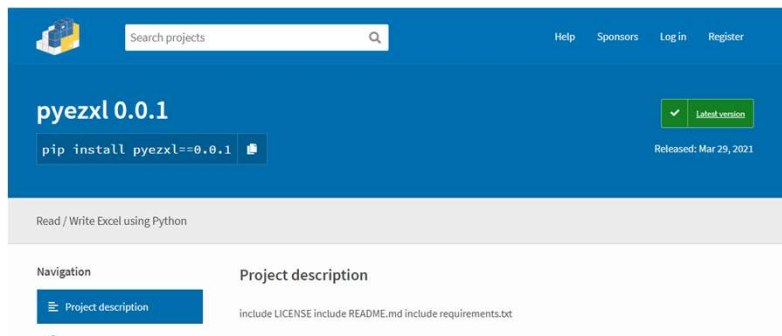 Search projects
Help Sponsors Log in Register
pyezxl 0.0.1
Latest version
pip install pyezxl==0.0.1
Released: Mar 29, 2021
Read / Write Excel using Python
Navigation
Project description
Project description
include LICENSE include README.md include requirements.txt